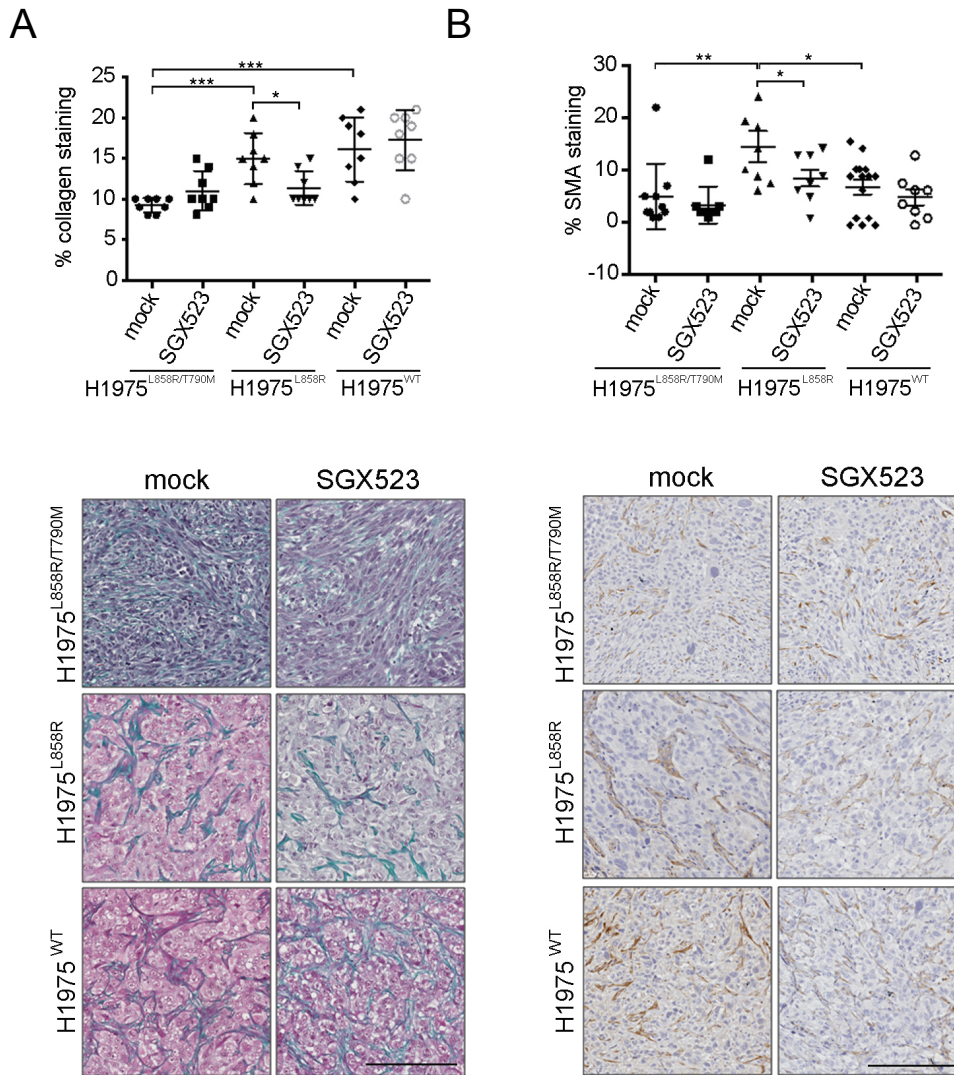 A
B
% collagen staining
25
20
15
10
5
0
***
***
*
mock
SGX523
mock
SGX523
mock
SGX523
H1975L858R/T790M
H1975L858R
H1975WT
% SMA staining
30
20
10
0
-10
**
*
*
mock
SGX523
mock
SGX523
mock
SGX523
H1975L858R/T790M
H1975L858R
H1975WT
mock
SGX523
H1975L858R/T790M
H1975L858R
H1975WT
mock
SGX523
H1975L858R/T790M
H1975L858R
H1975WT